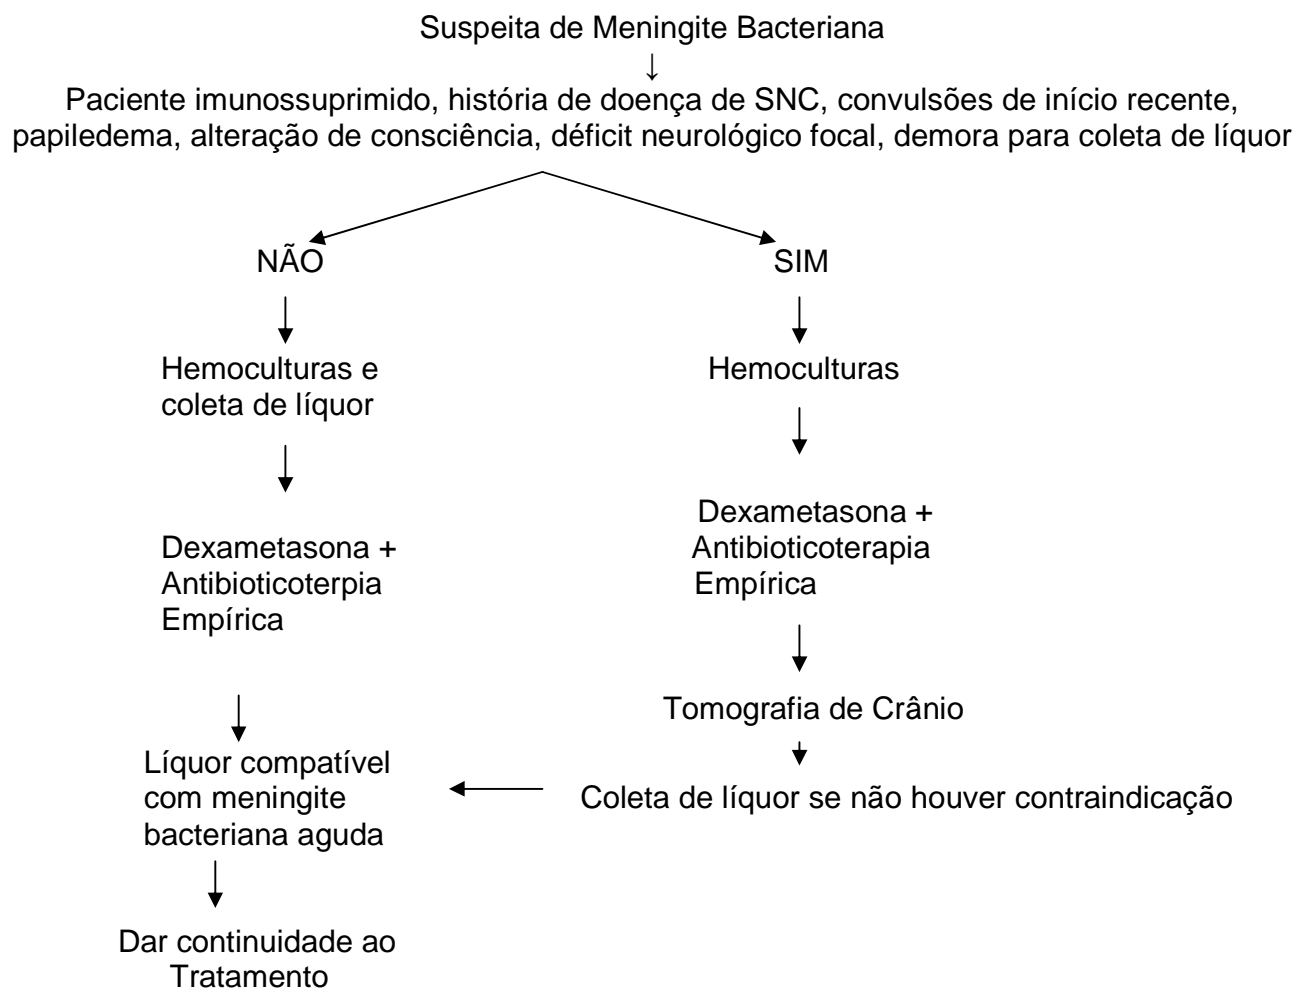 Suspeita de Meningite Bacteriana
↓
Paciente imunossuprimido, história de doença de SNC, convulsões de início recente,
papiledema, alteração de consciência, déficit neurológico focal, demora para coleta de líquor
NÃO
SIM
Hemoculturas e
coleta de líquor
Hemoculturas
Dexametasona +
Antibioticoterpia
Empírica
Dexametasona +
Antibioticoterapia
Empírica
Tomografia de Crânio
Líquor compatível
com meningite
bacteriana aguda
Coleta de líquor se não houver contraindicação
Dar continuidade ao
Tratamento